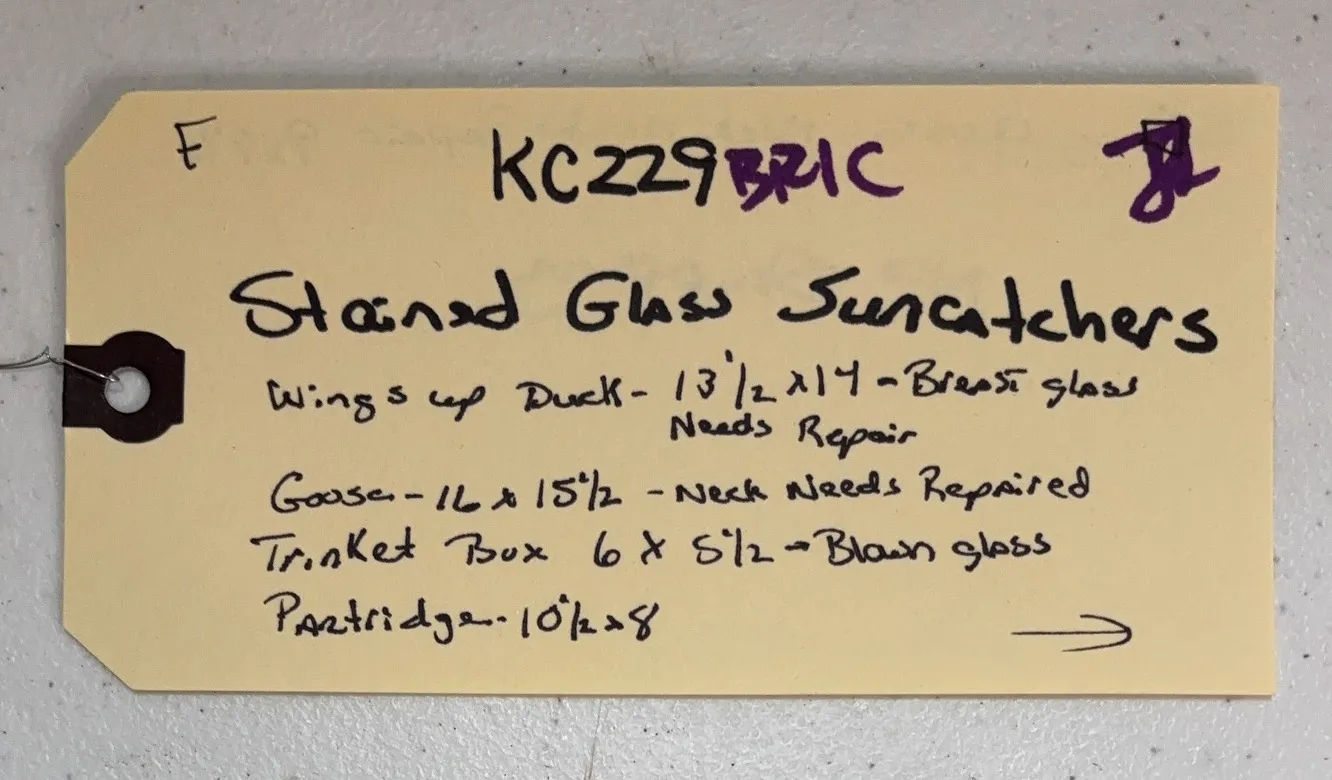 F
KC229BR1C
Stained Glass Suncatchers
Wings up Duck - 13 1/2 x 14 - Breast glass
Needs Repair
Goose - 16 x 15 1/2 - Neck Needs Repaired
Trinket Box 6 x 5 1/2 - Blown glass
Partridge - 10 1/2 x 8